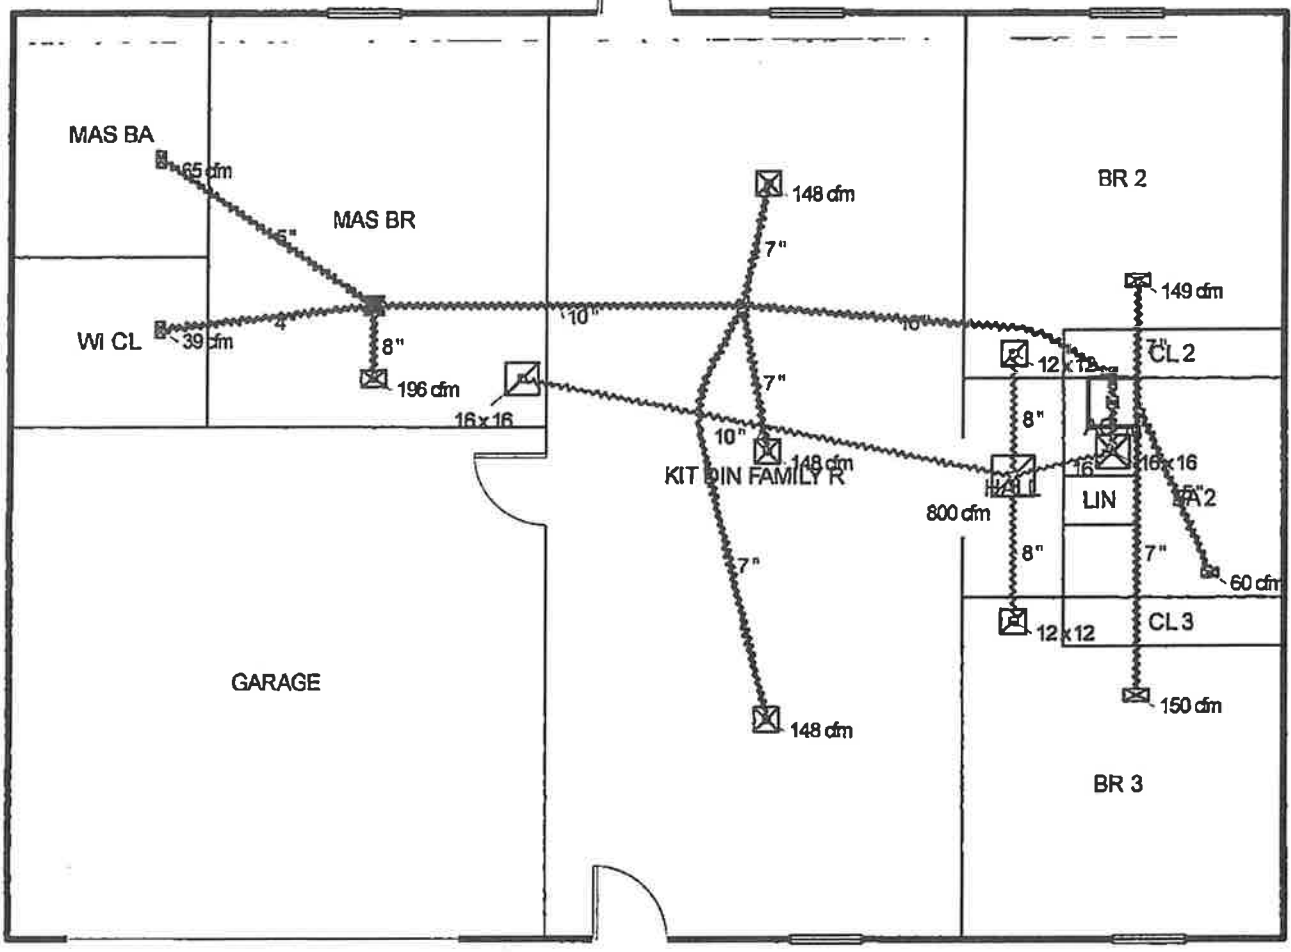 MAS BA
65 cfm
5"
MAS BR
148 cfm
7"
BR 2
149 cfm
10"
WI CL
39 cfm
4
8"
196 cfm
16 x 16
7"
12 x 12
7"
CL 2
8"
10"
148 cfm
KIT DIN FAMILY R
16
16 x 16
HALL
800 cfm
LIN
8"
7"
7"
60 cfm
12 x 12
CL 3
GARAGE
148 cfm
150 cfm
BR 3